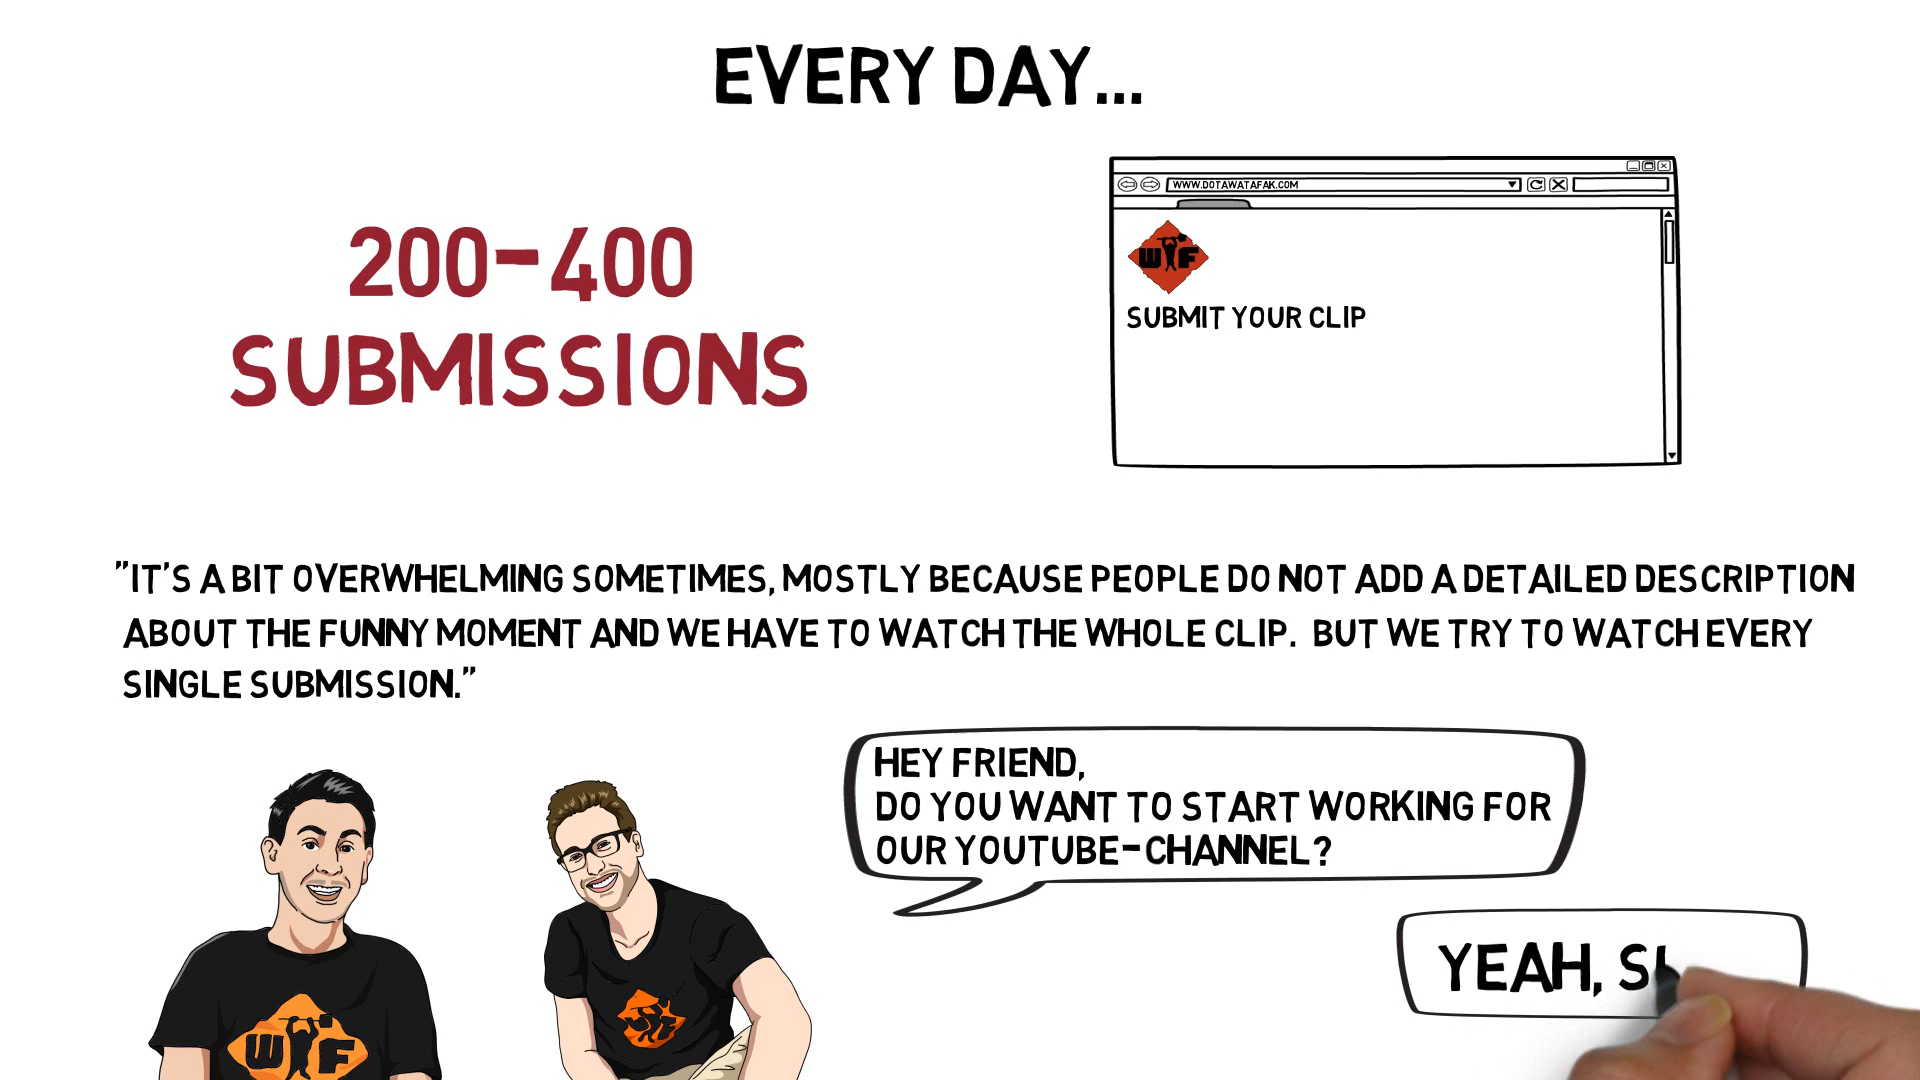 EVERY DAY...
200-400
SUBMISSIONS
WWW.DOTAWATAFAK.COM
W F
SUBMIT YOUR CLIP
"IT'S A BIT OVERWHELMING SOMETIMES, MOSTLY BECAUSE PEOPLE DO NOT ADD A DETAILED DESCRIPTION
ABOUT THE FUNNY MOMENT AND WE HAVE TO WATCH THE WHOLE CLIP. BUT WE TRY TO WATCH EVERY
SINGLE SUBMISSION."
HEY FRIEND,
DO YOU WANT TO START WORKING FOR
OUR YOUTUBE-CHANNEL?
YEAH, S
W F
W F